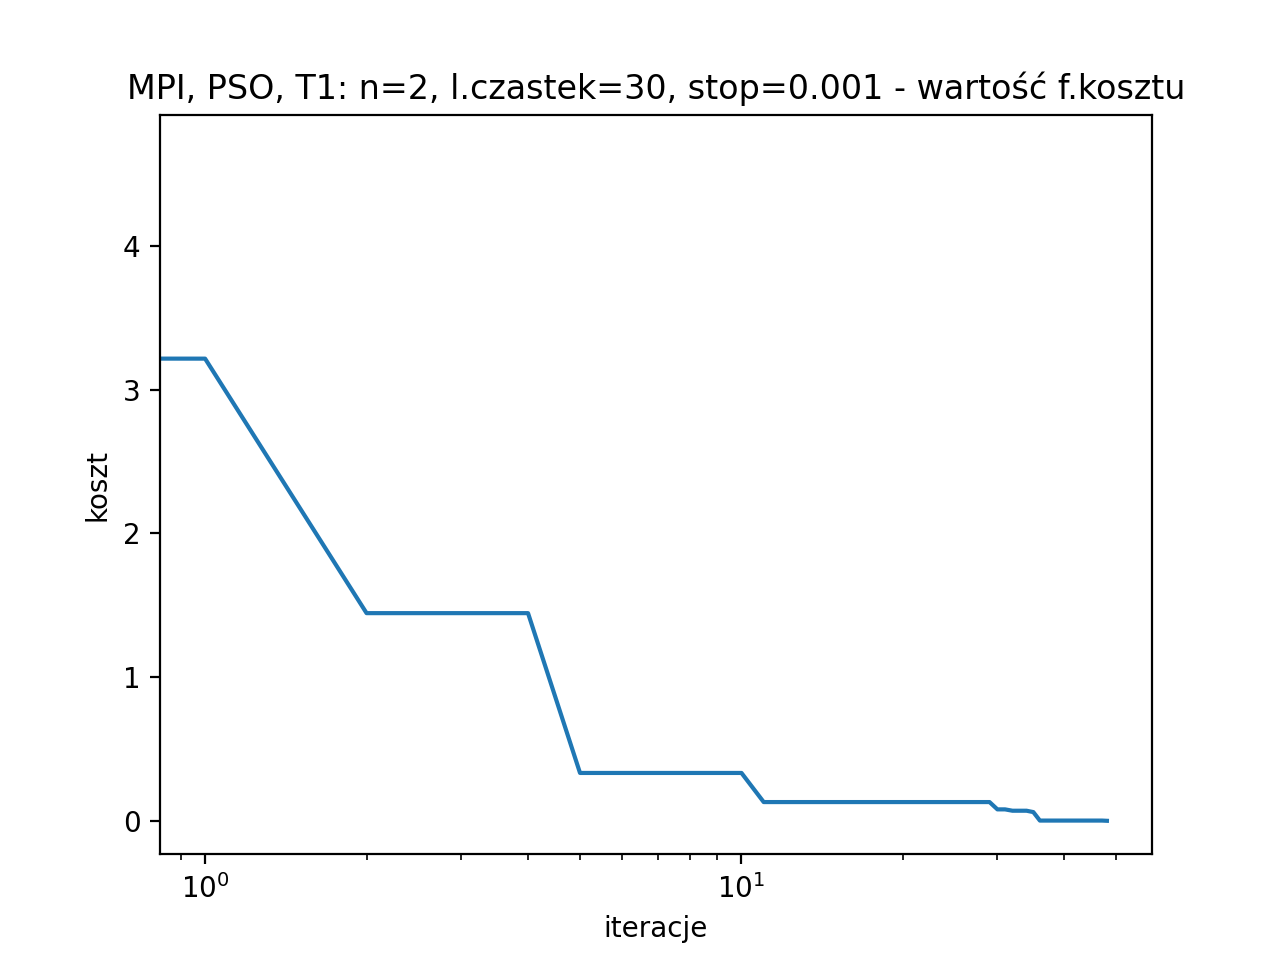 MPI, PSO, T1: n=2, l.czastek=30, stop=0.001 - wartość f.kosztu
4
3
2
1
0
koszt
10⁰
10¹
iteracje